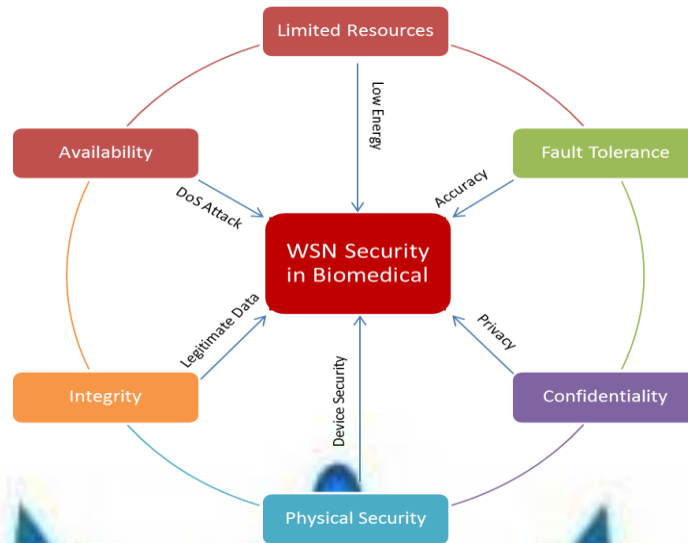 Limited Resources
Low Energy
Availability
Fault Tolerance
DoS Attack
Accuracy
WSN Security
in Biomedical
Legitimate Data
Privacy
Integrity
Device Security
Confidentiality
Physical Security